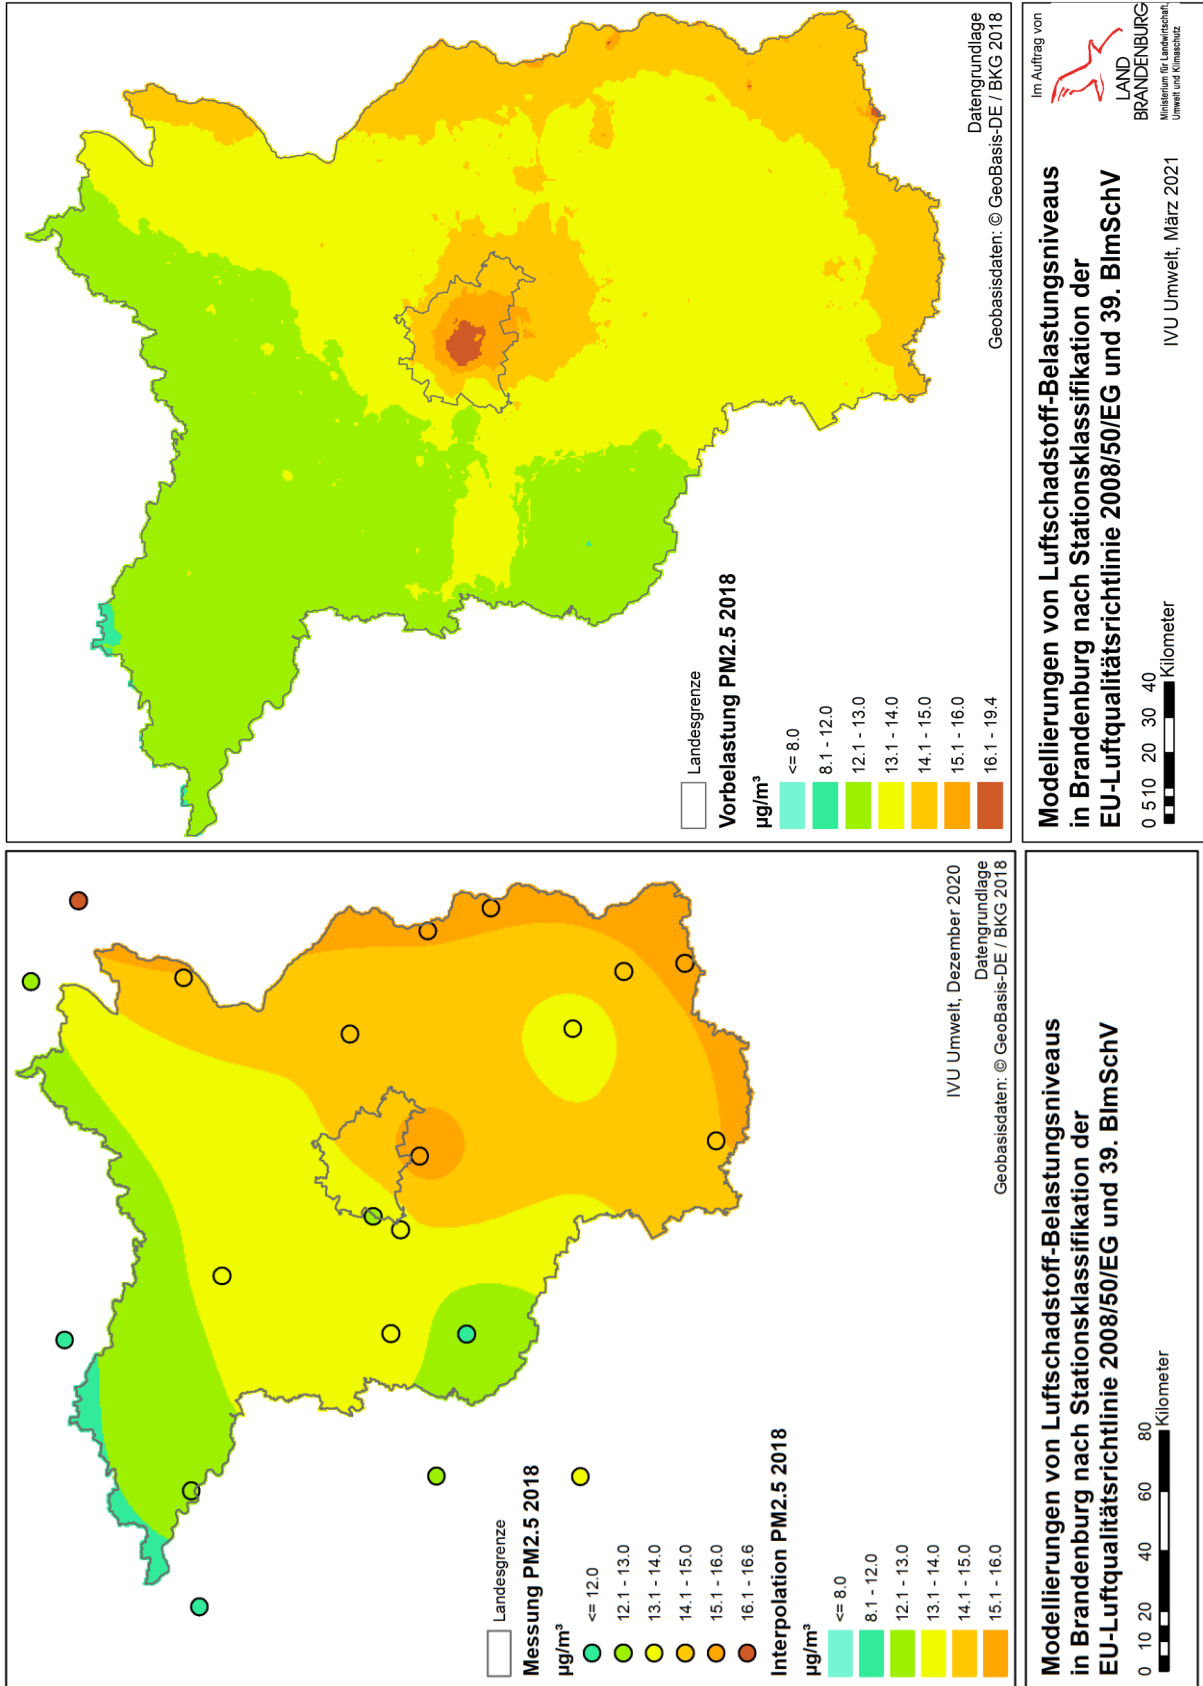 Landesgrenze
Messung PM2.5 2018
µg/m³
<= 12.0
12.1 - 13.0
13.1 - 14.0
14.1 - 15.0
15.1 - 16.0
16.1 - 16.6
Interpolation PM2.5 2018
µg/m³
<= 8.0
8.1 - 12.0
12.1 - 13.0
13.1 - 14.0
14.1 - 15.0
15.1 - 16.0
IVU Umwelt, Dezember 2020
Datengrundlage
Geobasisdaten: © GeoBasis-DE / BKG 2018
Modellierungen von Luftschadstoff-Belastungsniveaus
in Brandenburg nach Stationsklassifikation der
EU-Luftqualitätsrichtlinie 2008/50/EG und 39. BImSchV
0 10 20 40 60 80
Kilometer
Landesgrenze
Vorbelastung PM2.5 2018
µg/m³
<= 8.0
8.1 - 12.0
12.1 - 13.0
13.1 - 14.0
14.1 - 15.0
15.1 - 16.0
16.1 - 19.4
Datengrundlage
Geobasisdaten: © GeoBasis-DE / BKG 2018
Modellierungen von Luftschadstoff-Belastungsniveaus
in Brandenburg nach Stationsklassifikation der
EU-Luftqualitätsrichtlinie 2008/50/EG und 39. BImSchV
0 5 10 20 30 40
Kilometer
IVU Umwelt, März 2021
Im Auftrag von
LAND
BRANDENBURG
Ministerium für Landwirtschaft,
Umwelt und Klimaschutz